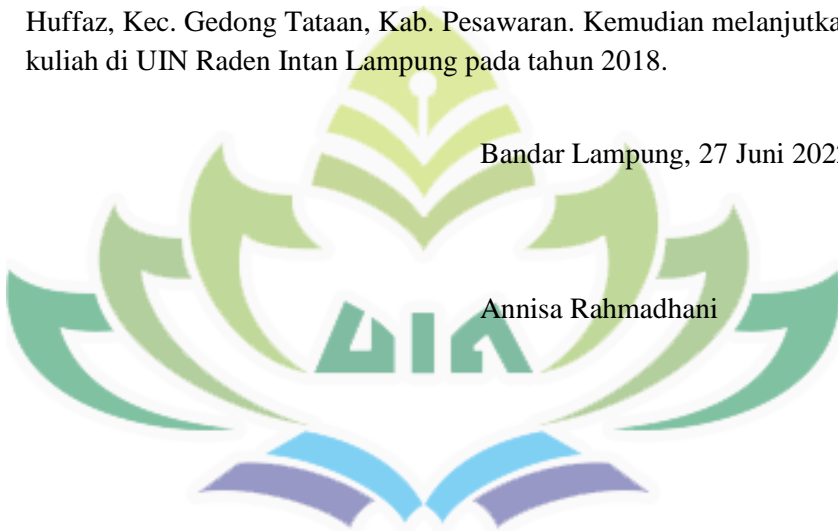 Huffaz, Kec. Gedong Tataan, Kab. Pesawaran. Kemudian melanjutka
kuliah di UIN Raden Intan Lampung pada tahun 2018.
Bandar Lampung, 27 Juni 202
Annisa Rahmadhani
UIN